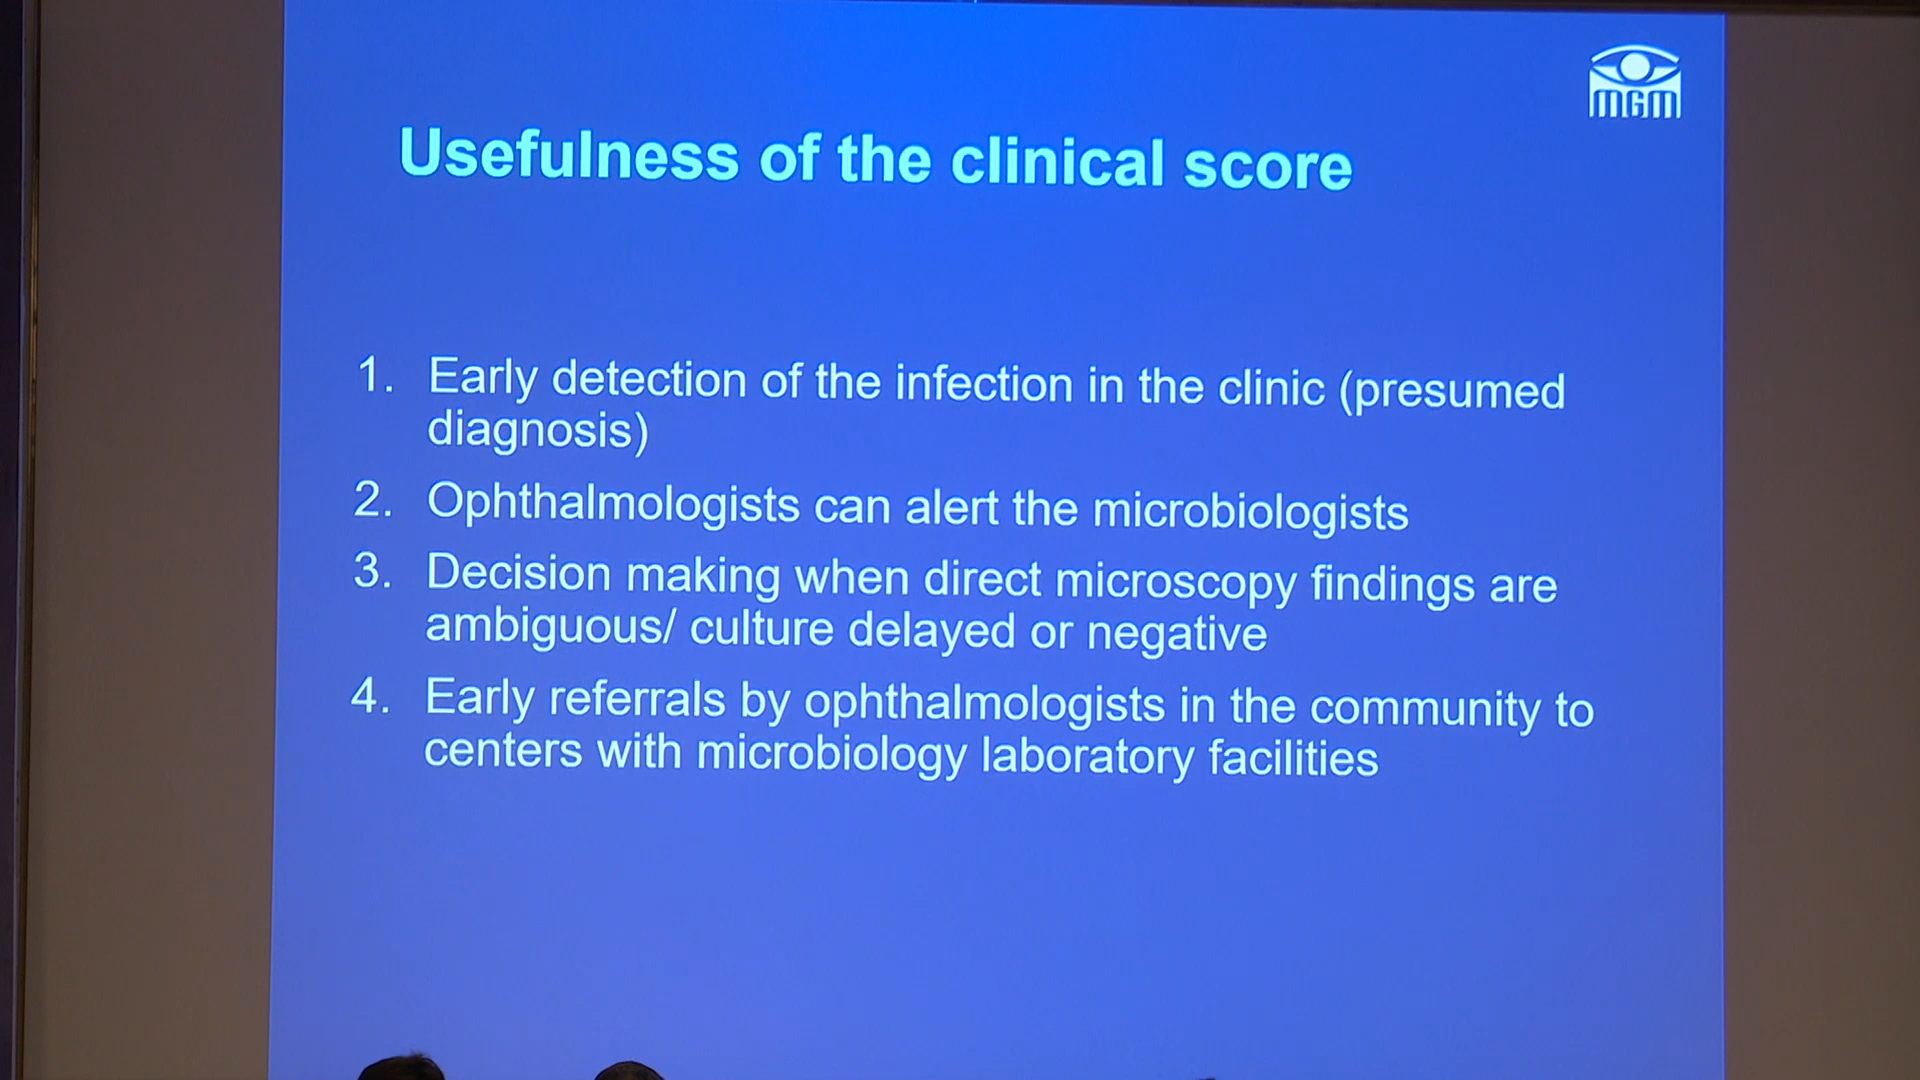 MGM
Usefulness of the clinical score
1. Early detection of the infection in the clinic (presumed
diagnosis)
2. Ophthalmologists can alert the microbiologists
3. Decision making when direct microscopy findings are
ambiguous/ culture delayed or negative
4. Early referrals by ophthalmologists in the community to
centers with microbiology laboratory facilities